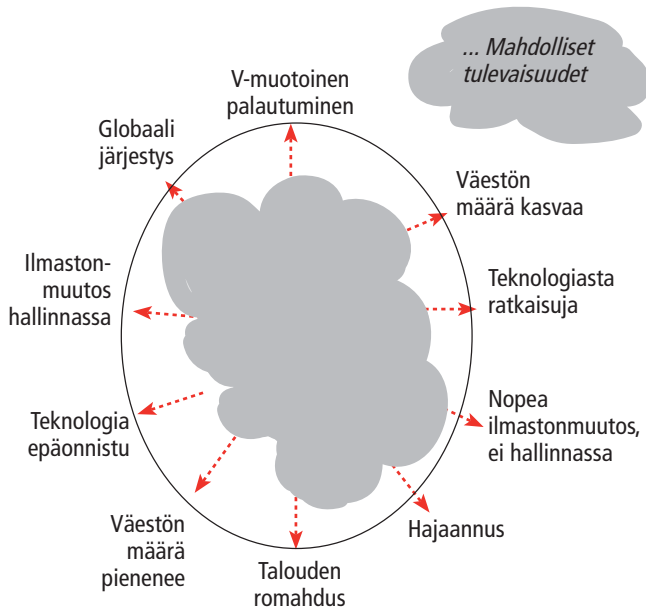 ... Mahdolliset
tulevaisuudet
V-muotoinen
palautuminen
Globaali
järjestys
Väestön
määrä kasvaa
Ilmaston-
muutos
hallinnassa
Teknologiasta
ratkaisuja
Teknologia
epäonnistu
Nopea
ilmastonmuutos,
ei hallinnassa
Väestön
määrä
pienenee
Talouden
romahdus
Hajaannus